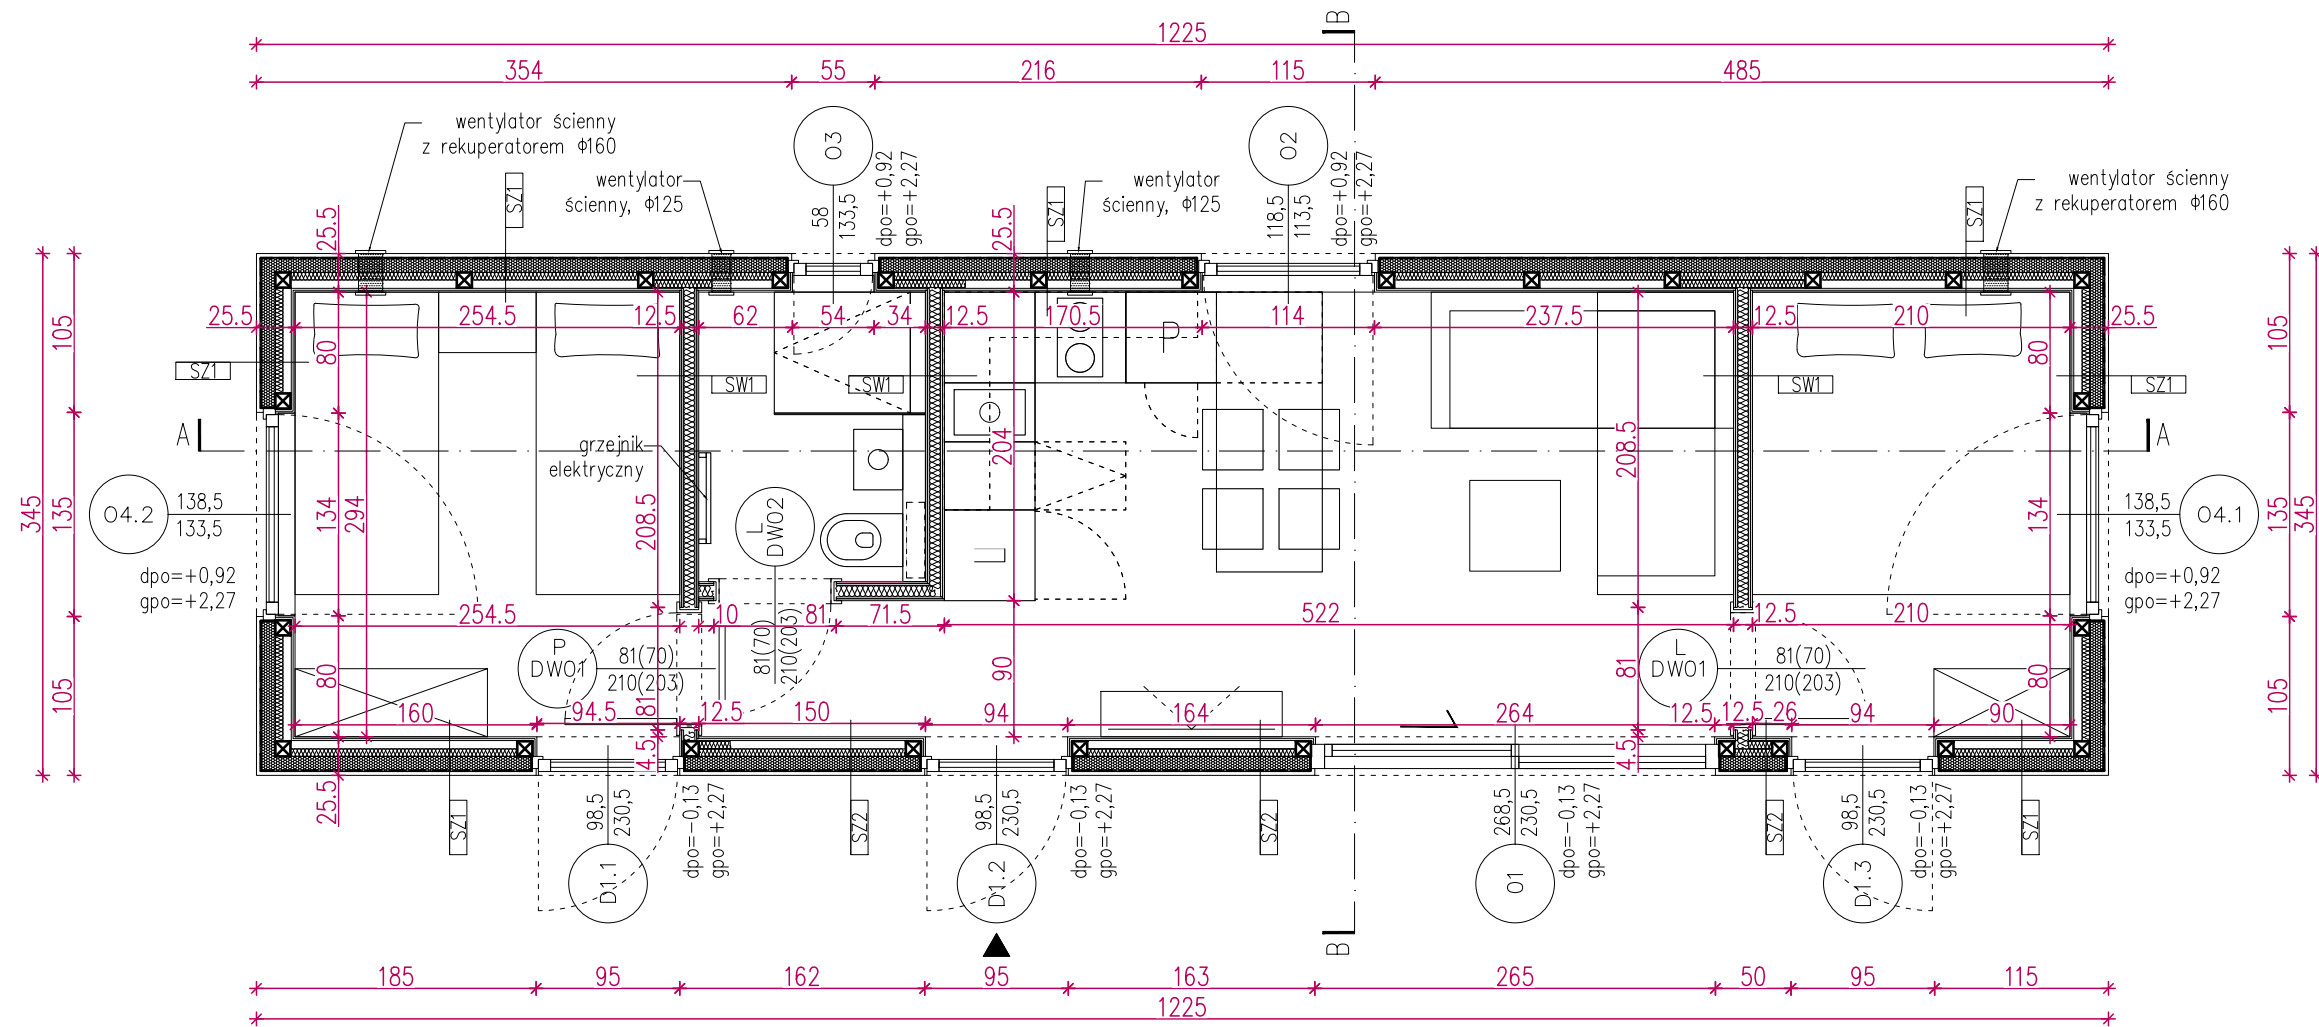 B
1225
354 55 216 115 485
wentylator ścienny
z rekuperatorem Φ160
wentylator
ścienny, Φ125
wentylator
ścienny, Φ125
wentylator ścienny
z rekuperatorem Φ160
O3
58
133,5
dpo=+0,92
gpo=+2,27
O2
118,5
113,5
dpo=+0,92
gpo=+2,27
SZ1
SZ1
SZ1
25.5
25.5
25.5 254.5 12.5 62 54 34 12.5 170.5 114 237.5 12.5 210 25.5
P
80
80
105
105
105
SZ1
SW1
SW1
SW1
SZ1
A
A
grzejnik
elektryczny
204
208.5
208.5
O4.2
138,5
133,5
dpo=+0,92
gpo=+2,27
345
135
134
294
L
DW02
L
134
138,5
133,5
O4.1
dpo=+0,92
gpo=+2,27
135
345
254.5 10 81 71.5 522 12.5 210
P
DW01
81(70)
210(203)
81(70)
210(203)
L
DW01
81(70)
210(203)
105
80
81
90
81
80
105
160 94.5 12.5 150 94 164 264 12.5 12.5 26 94 90
4.5
4.5
25.5
SZ1
98,5
230,5
dpo=-0,13
gpo=+2,27
D1.1
SZ2
98,5
230,5
dpo=-0,13
gpo=+2,27
D1.2
SZ2
268,5
230,5
dpo=-0,13
gpo=+2,27
O1
SZ2
98,5
230,5
dpo=-0,13
gpo=+2,27
D1.3
SZ1
B
185 95 162 95 163 265 50 95 115
1225